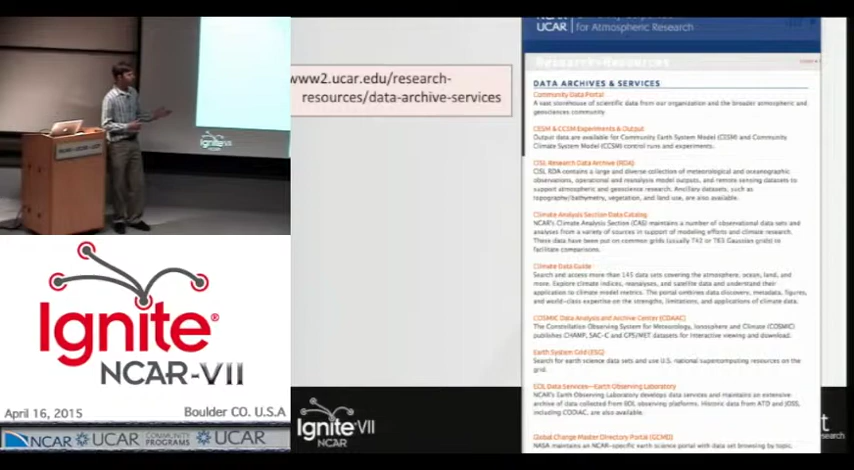 www2.ucar.edu/research-
resources/data-archive-services
UCAR
for Atmospheric Research
DATA ARCHIVES & SERVICES
Community Data Portal
A vast storehouse of scientific data from our organization and the broader atmospheric and
geosciences community.
CESM & CCSM Experiments & Output
Output data are available for Community Earth System Model (CESM) and Community
Climate System Model (CCSM) control runs and experiments.
CISL Research Data Archive (RDA)
CISL RDA contains a large and diverse collection of meteorological and oceanographic
observations, operational and reanalysis model outputs, and remote sensing datasets to
support atmospheric and geoscience research. Ancillary datasets, such as
topography/bathymetry, vegetation, and land use, are also available.
Climate Analysis Section Data Catalog
NCAR's Climate Analysis Section (CAS) maintains a number of observational data sets and
analyses from a variety of sources in support of modeling efforts and climate research.
These data have been put on common grids (usually T42 or T63 Gaussian grids) to
facilitate comparisons.
Climate Data Guide
Search and access more than 145 data sets covering the atmosphere, ocean, land, and
more. Explore climate indices, reanalyses, and satellite data and understand their
application to climate model metrics. The portal combines data discovery, metadata, figures,
and world-class expertise on the strengths, limitations, and applications of climate data.
COSMIC Data Analysis and Archive Center (CDAAC)
The Constellation Observing System for Meteorology, Ionosphere and Climate (COSMIC)
publishes CHAMP, SAC-C and GPS/MET datasets for interactive viewing and download.
Earth System Grid (ESG)
Search for earth science data sets and use U.S. national supercomputing resources on the
grid.
EOL Data Services—Earth Observing Laboratory
NCAR's Earth Observing Laboratory develops data services and maintains an extensive
archive of data collected from EOL observing platforms. Historic data from ATD and JOSS,
including CODIAC, are also available.
Global Change Master Directory Portal (GCMD)
NASA maintains an NCAR-specific earth science portal with data set browsing by topic.
Ignite®
NCAR-VII
April 16, 2015
Boulder CO. U.S.A
NCAR
UCAR
COMMUNITY
PROGRAMS
UCAR
Ignite VII
NCAR
Ignite VII